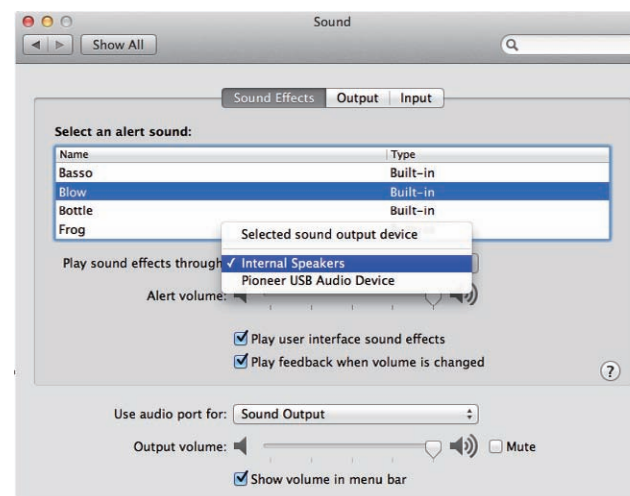 Sound
Show All
Sound Effects Output Input
Select an alert sound:
Name Type
Basso Built-in
Blow Built-in
Bottle Built-in
Frog
Selected sound output device
Play sound effects through ✓ Internal Speakers
Pioneer USB Audio Device
Alert volume:
Play user interface sound effects
Play feedback when volume is changed
?
Use audio port for: Sound Output
Output volume: Mute
Show volume in menu bar